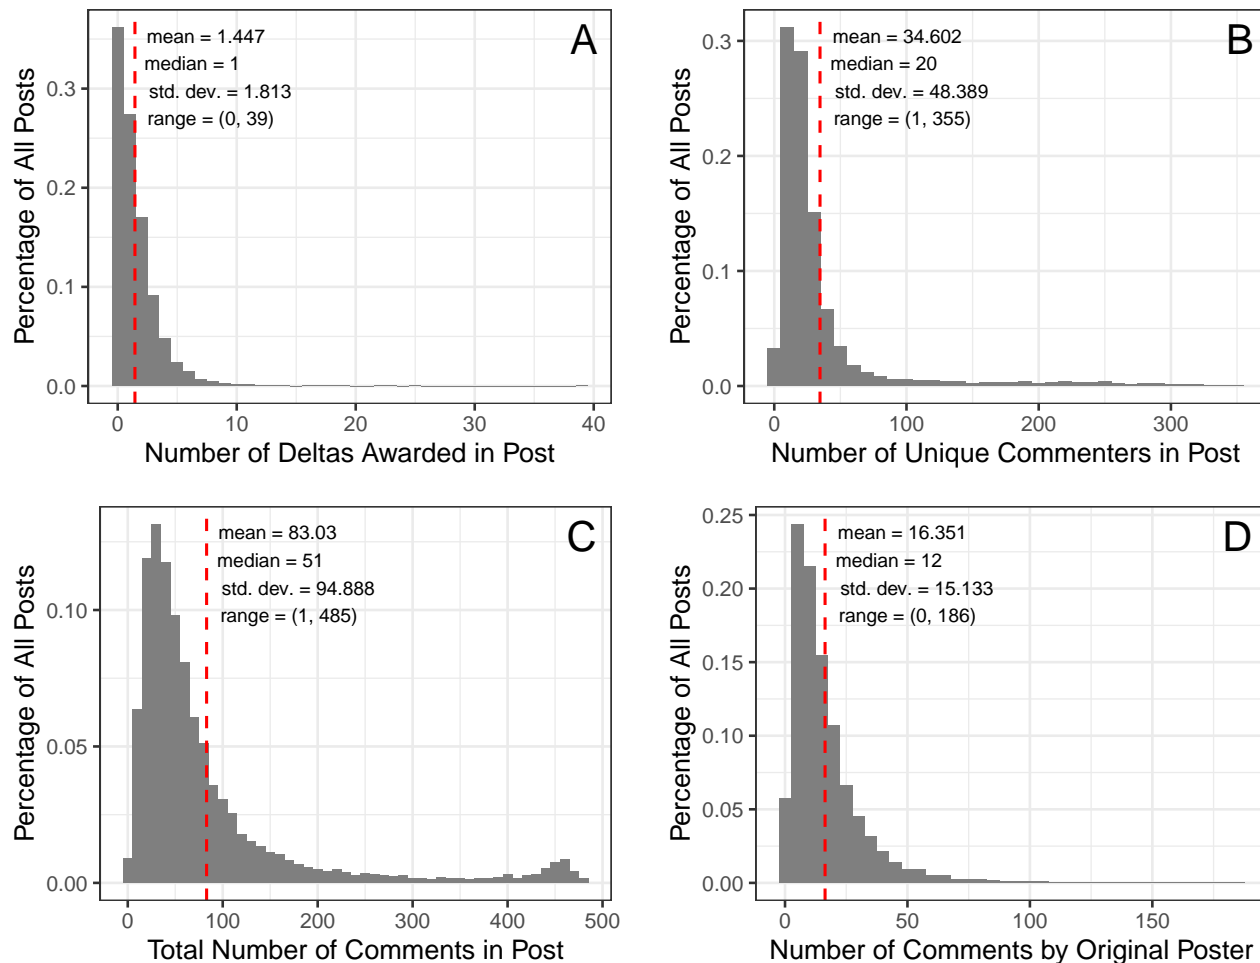 A
mean = 1.447
median = 1
std. dev. = 1.813
range = (0, 39)
Percentage of All Posts
0.3
0.2
0.1
0.0
0
10
20
30
40
Number of Deltas Awarded in Post
B
mean = 34.602
median = 20
std. dev. = 48.389
range = (1, 355)
Percentage of All Posts
0.3
0.2
0.1
0.0
0
100
200
300
Number of Unique Commenters in Post
C
mean = 83.03
median = 51
std. dev. = 94.888
range = (1, 485)
Percentage of All Posts
0.10
0.05
0.00
0
100
200
300
400
500
Total Number of Comments in Post
D
mean = 16.351
median = 12
std. dev. = 15.133
range = (0, 186)
Percentage of All Posts
0.25
0.20
0.15
0.10
0.05
0.00
0
50
100
150
Number of Comments by Original Poster